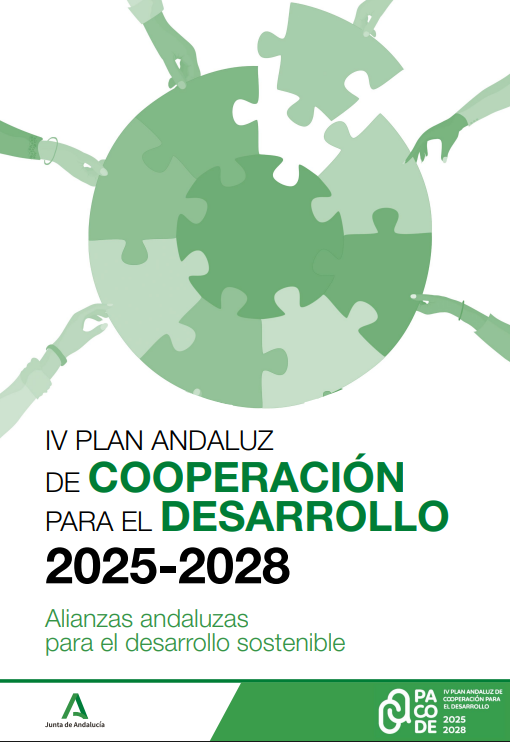 IV PLAN ANDALUZ
DE COOPERACIÓN
PARA EL DESARROLLO
2025-2028
Alianzas andaluzas
para el desarrollo sostenible
Junta de Andalucía
PA
CO
DE
IV PLAN ANDALUZ DE
COOPERACIÓN PARA
EL DESARROLLO
2025
2028